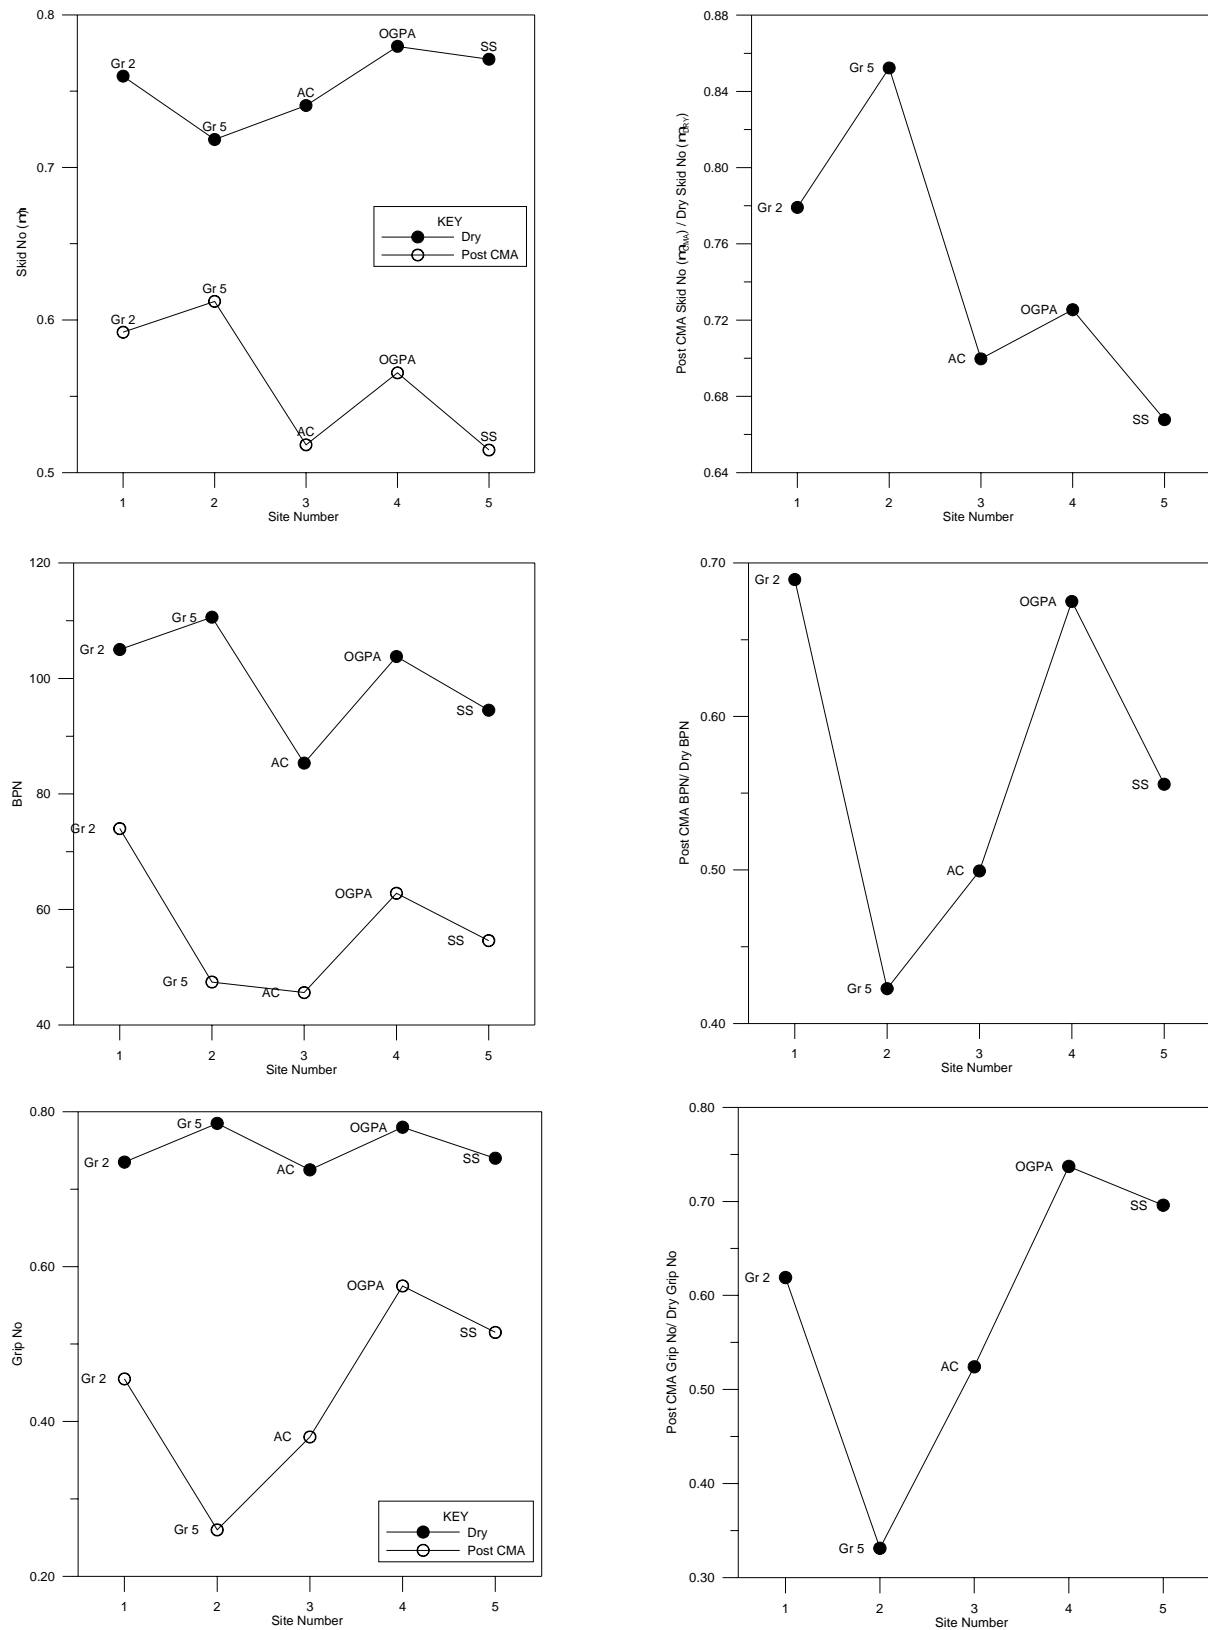 0.8
0.7
0.6
0.5
Skid No (m)
Gr 2
Gr 5
AC
OGPA
SS
KEY
Dry
Post CMA
Gr 2
Gr 5
AC
OGPA
SS
1 2 3 4 5
Site Number
0.88
0.84
0.80
0.76
0.72
0.68
0.64
Post CMA Skid No (mCMA) / Dry Skid No (mDRY)
Gr 2
Gr 5
AC
OGPA
SS
1 2 3 4 5
Site Number
120
100
80
60
40
BPN
Gr 2
Gr 5
AC
OGPA
SS
Gr 2
Gr 5
AC
OGPA
SS
1 2 3 4 5
Site Number
0.70
0.60
0.50
0.40
Post CMA BPN/ Dry BPN
Gr 2
Gr 5
AC
OGPA
SS
1 2 3 4 5
Site Number
0.80
0.60
0.40
0.20
Grip No
Gr 2
Gr 5
AC
OGPA
SS
Gr 2
Gr 5
AC
OGPA
SS
KEY
Dry
Post CMA
1 2 3 4 5
Site Number
0.80
0.70
0.60
0.50
0.40
0.30
Post CMA Grip No/ Dry Grip No
Gr 2
Gr 5
AC
OGPA
SS
1 2 3 4 5
Site Number